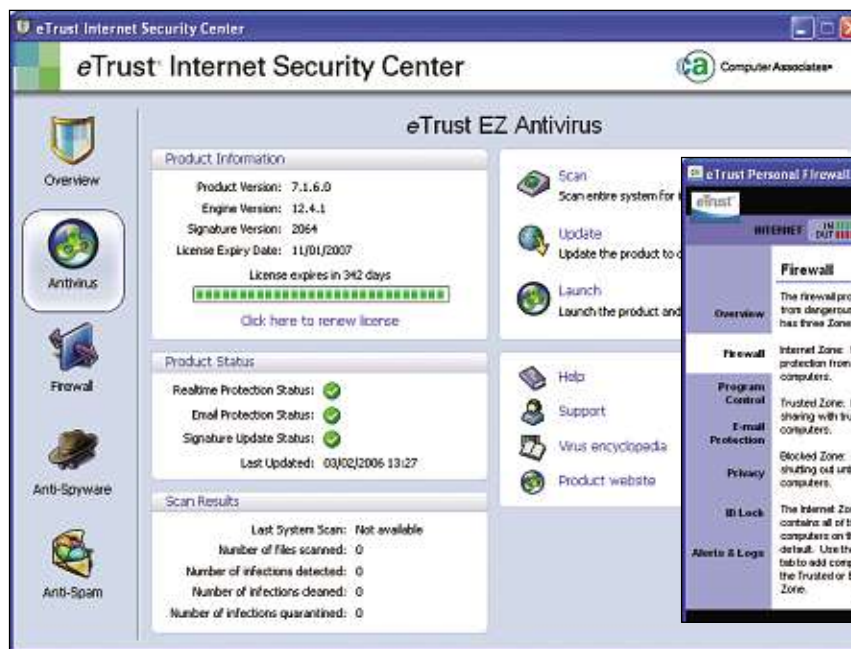 eTrust Internet Security Center
eTrust Internet Security Center
ca Computer Associates
Overview
Antivirus
Firewall
Anti-Spyware
Anti-Spam
eTrust EZ Antivirus
Product Information
Product Version: 7.1.6.0
Engine Version: 12.4.1
Signature Version: 2064
License Expiry Date: 11/01/2007
License expires in 342 days
Click here to renew license
Product Status
Realtime Protection Status:
Email Protection Status:
Signature Update Status:
Last Updated: 03/02/2006 13:27
Scan Results
Last System Scan: Not available
Number of files scanned: 0
Number of infections detected: 0
Number of infections cleaned: 0
Number of infections quarantined: 0
Scan
Scan entire system for
Update
Update the product to
Launch
Launch the product and
Help
Support
Virus encyclopedia
Product website
eTrust Personal Firewall
eTrust
INTERNET IN
OUT
Overview
Firewall
Program
Control
E-mail
Protection
Privacy
ID Lock
Alerts & Logs
Firewall
The firewall
from dangerous
has three Zone
Internet Zone:
protection from
computers.
Trusted Zone:
sharing with
computers.
Blocked Zone:
shutting out
computers.
The Internet
contains all of
computers on
default. Use the
tab to add
the Trusted or
Zone.